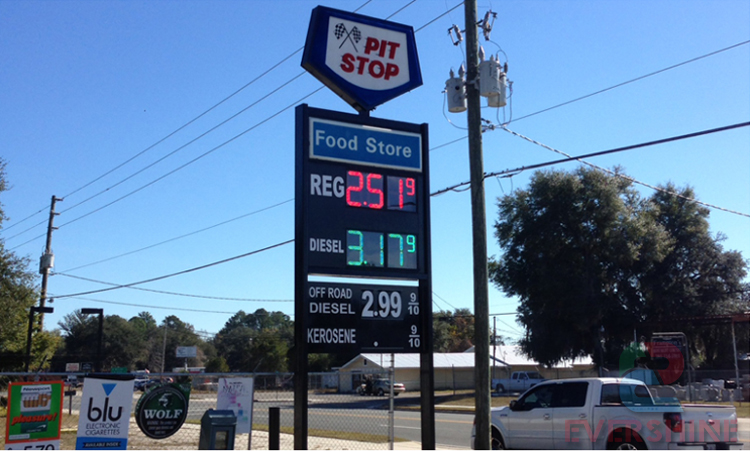 PIT
STOP
Food Store
REG 2.51 9
DIESEL 3.17 9
OFF ROAD
DIESEL 2.99 9/10
KEROSENE 9/10
blu
ELECTRONIC
CIGARETTES
WOLF
EVERSHINE